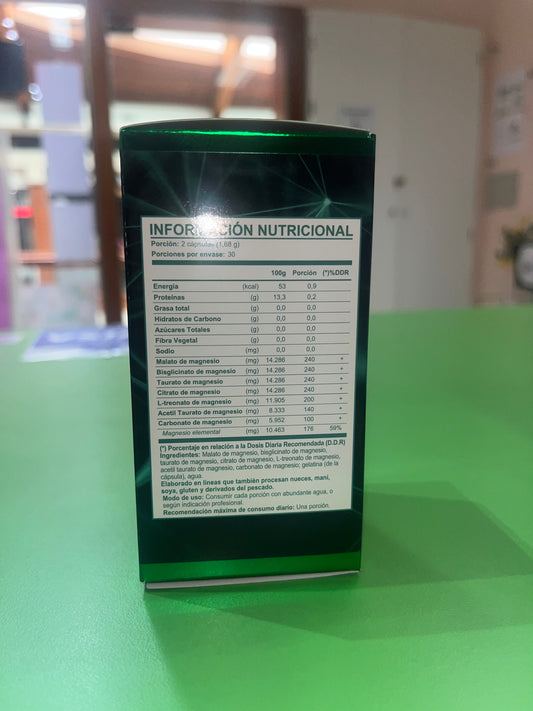 INFORMACIÓN NUTRICIONAL
Porción: 2 cápsulas (1,68 g)
Porciones por envase: 30
100g Porción (*)%DDR
Energía (kcal) 53 0,9
Proteínas (g) 13,3 0,2
Grasa total (g) 0,0 0,0
Hidratos de Carbono (g) 0,0 0,0
Azúcares Totales (g) 0,0 0,0
Fibra Vegetal (g) 0,0 0,0
Sodio (mg) 0,0 0,0
Malato de magnesio (mg) 14.286 240 *
Bisglicinato de magnesio (mg) 14.286 240 *
Taurato de magnesio (mg) 14.286 240 *
Citrato de magnesio (mg) 14.286 240 *
L-treonato de magnesio (mg) 11.905 200 *
Acetil Taurato de magnesio (mg) 8.333 140 *
Carbonato de magnesio (mg) 5.952 100 *
Magnesio elemental (mg) 10.463 176 59%
(*) Porcentaje en relación a la Dosis Diaria Recomendada (D.D.R)
Ingredientes: Malato de magnesio, bisglicinato de magnesio,
taurato de magnesio, citrato de magnesio, L-treonato de magnesio,
acetil taurato de magnesio, carbonato de magnesio; gelatina (de la
cápsula), agua.
Elaborado en líneas que también procesan nueces, maní,
soya, gluten y derivados del pescado.
Modo de uso: Consumir cada porción con abundante agua, o
según indicación profesional.
Recomendación máxima de consumo diario: Una porción.